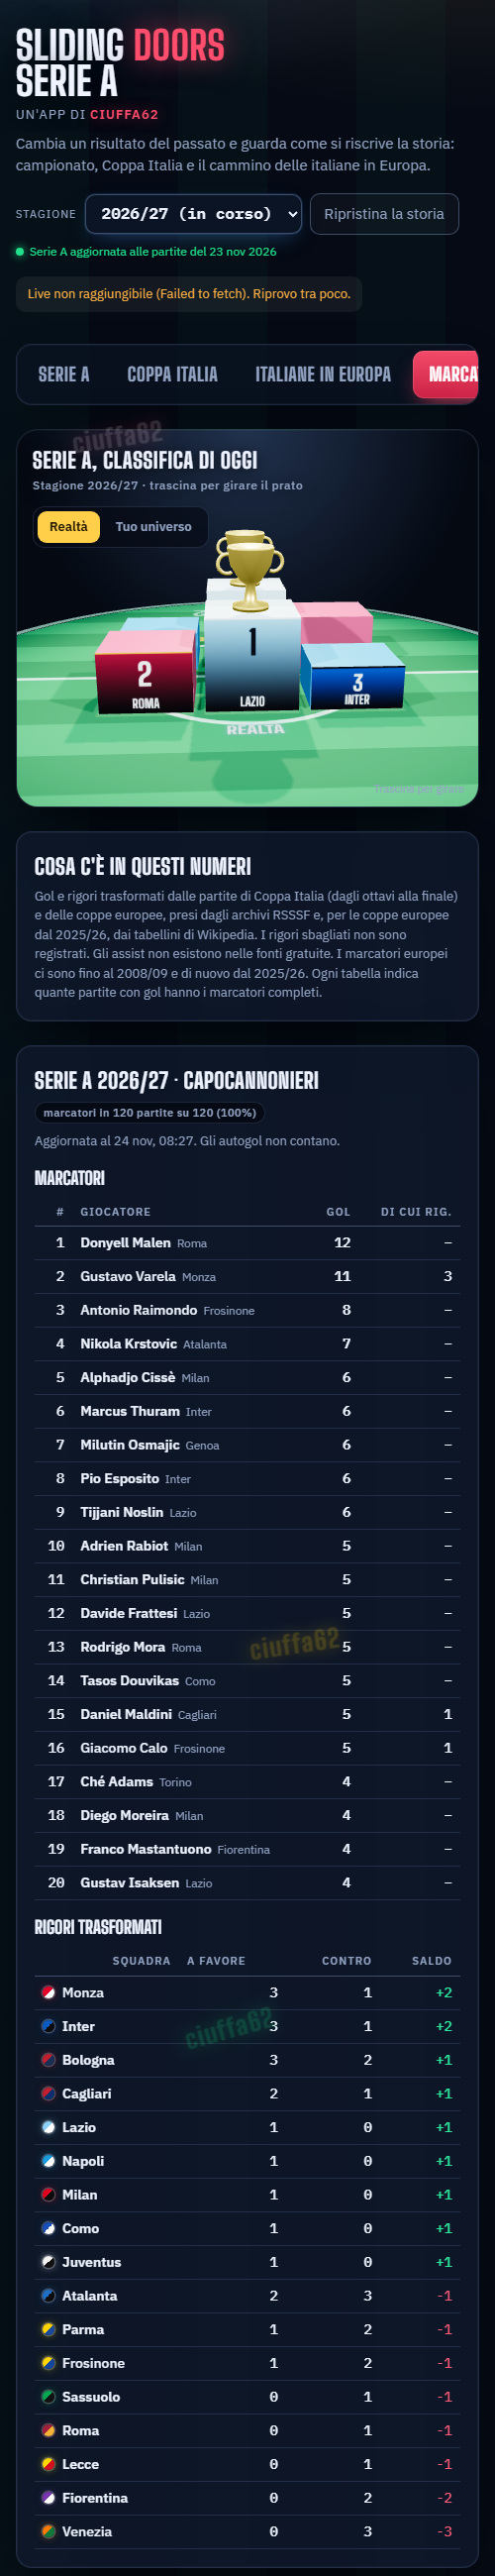 SLIDING DOORS
SERIE A
UN'APP DI CIUFFA62
Cambia un risultato del passato e guarda come si riscrive la storia:
campionato, Coppa Italia e il cammino delle italiane in Europa.
STAGIONE 2026/27 (in corso) Ripristina la storia
Serie A aggiornata alle partite del 23 nov 2026
Live non raggiungibile (Failed to fetch). Riprovo tra poco.
SERIE A COPPA ITALIA ITALIANE IN EUROPA MARCA
ciuffa62
SERIE A, CLASSIFICA DI OGGI
Stagione 2026/27 · trascina per girare il prato
Realtà Tuo universo
1
2
3
ROMA
LAZIO
INTER
REALTÀ
Trascina per girare
COSA C'È IN QUESTI NUMERI
Gol e rigori trasformati dalle partite di Coppa Italia (dagli ottavi alla finale)
e delle coppe europee, presi dagli archivi RSSSF e, per le coppe europee
dal 2025/26, dai tabellini di Wikipedia. I rigori sbagliati non sono
registrati. Gli assist non esistono nelle fonti gratuite. I marcatori europei
ci sono fino al 2008/09 e di nuovo dal 2025/26. Ogni tabella indica
quante partite con gol hanno i marcatori completi.
SERIE A 2026/27 · CAPOCANNONIERI
marcatori in 120 partite su 120 (100%)
Aggiornata al 24 nov, 08:27. Gli autogol non contano.
MARCATORI
# GIOCATORE GOL DI CUI RIG.
1 Donyell Malen Roma 12 –
2 Gustavo Varela Monza 11 3
3 Antonio Raimondo Frosinone 8 –
4 Nikola Krstovic Atalanta 7 –
5 Alphadjo Cissè Milan 6 –
6 Marcus Thuram Inter 6 –
7 Milutin Osmajic Genoa 6 –
8 Pio Esposito Inter 6 –
9 Tijjani Noslin Lazio 6 –
10 Adrien Rabiot Milan 5 –
11 Christian Pulisic Milan 5 –
12 Davide Frattesi Lazio 5 –
13 Rodrigo Mora Roma 5 –
ciuffa62
14 Tasos Douvikas Como 5 –
15 Daniel Maldini Cagliari 5 1
16 Giacomo Calo Frosinone 5 1
17 Ché Adams Torino 4 –
18 Diego Moreira Milan 4 –
19 Franco Mastantuono Fiorentina 4 –
20 Gustav Isaksen Lazio 4 –
RIGORI TRASFORMATI
SQUADRA A FAVORE CONTRO SALDO
Monza 3 1 +2
Inter 3 1 +2
ciuffa62
Bologna 3 2 +1
Cagliari 2 1 +1
Lazio 1 0 +1
Napoli 1 0 +1
Milan 1 0 +1
Como 1 0 +1
Juventus 1 0 +1
Atalanta 2 3 -1
Parma 1 2 -1
Frosinone 1 2 -1
Sassuolo 0 1 -1
Roma 0 1 -1
Lecce 0 1 -1
Fiorentina 0 2 -2
Venezia 0 3 -3